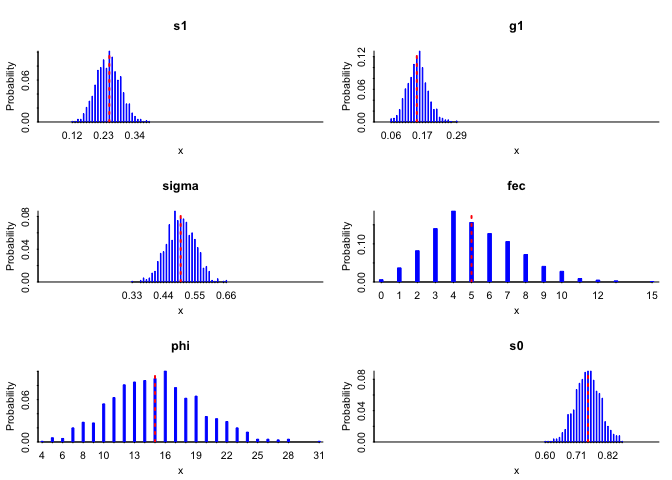 s1
Probability
0.00 0.06
0.12 0.23 0.34
x
g1
Probability
0.00 0.06 0.12
0.06 0.17 0.29
x
sigma
Probability
0.00 0.04 0.08
0.33 0.44 0.55 0.66
x
fec
Probability
0.00 0.10
0 1 2 3 4 5 6 7 8 9 10 12 15
x
phi
Probability
0.00 0.06
4 6 8 10 13 16 19 22 25 28 31
x
s0
Probability
0.00 0.04 0.08
0.60 0.71 0.82
x